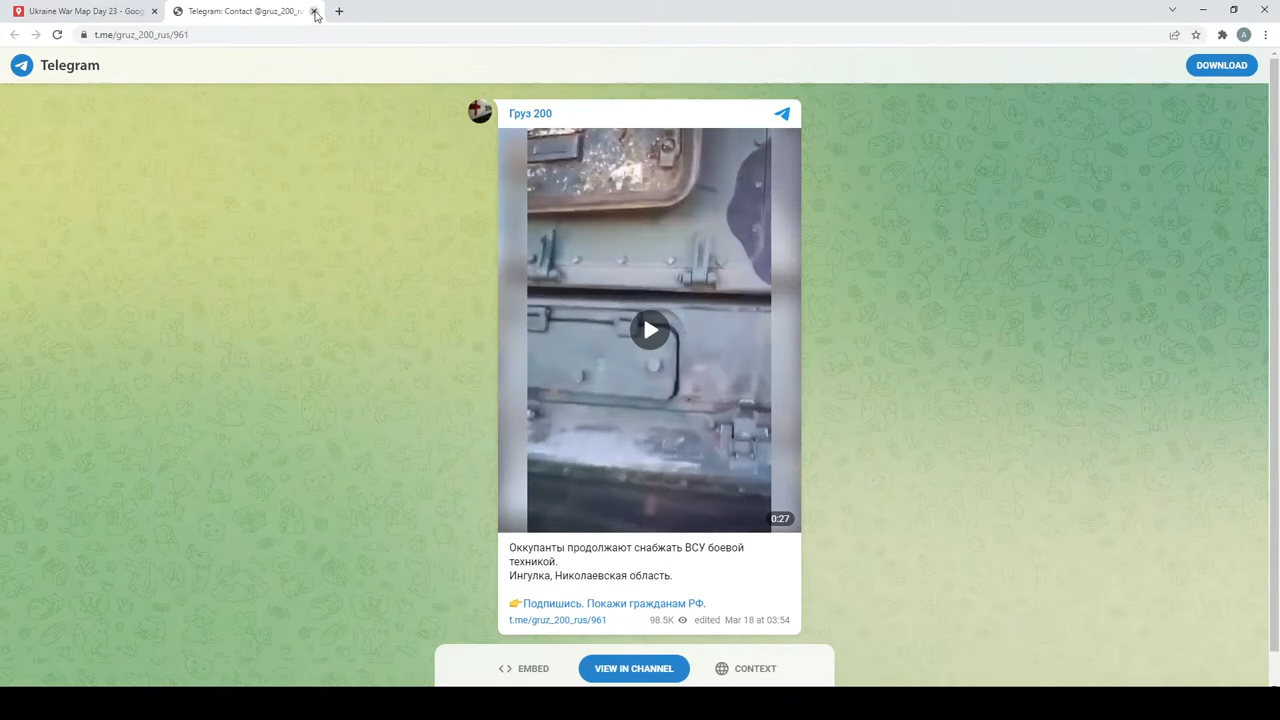 Ukraine War Map Day 23 - Goog
Telegram: Contact @gruz_200_ru
t.me/gruz_200_rus/961
A
Telegram
DOWNLOAD
Груз 200
0:27
Оккупанты продолжают снабжать ВСУ боевой
техникой.
Ингулка, Николаевская область.
👉Подпишись. Покажи гражданам РФ.
t.me/gruz_200_rus/961 98.5K edited Mar 18 at 03:54
EMBED VIEW IN CHANNEL CONTEXT